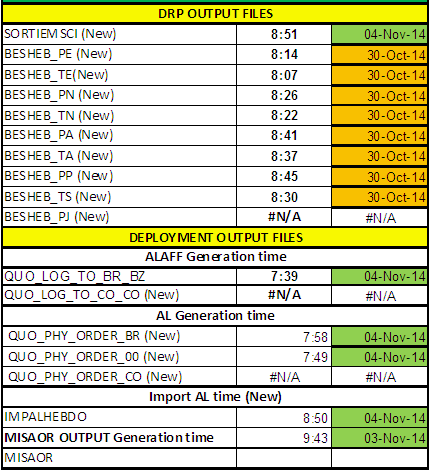 DRP OUTPUT FILES
SORTIEMSCI (New) 8:51 04-Nov-14
BESHEB_PE (New) 8:14 30-Oct-14
BESHEB_TE(New) 8:07 30-Oct-14
BESHEB_PN (New) 8:26 30-Oct-14
BESHEB_TN (New) 8:22 30-Oct-14
BESHEB_PA (New) 8:41 30-Oct-14
BESHEB_TA (New) 8:37 30-Oct-14
BESHEB_PP (New) 8:45 30-Oct-14
BESHEB_TS (New) 8:30 30-Oct-14
BESHEB_PJ (New) #N/A #N/A
DEPLOYMENT OUTPUT FILES
ALAFF Generation time
QUO_LOG_TO_BR_BZ 7:39 04-Nov-14
QUO_LOG_TO_CO_CO (New) #N/A #N/A
AL Generation time
QUO_PHY_ORDER_BR (New) 7:58 04-Nov-14
QUO_PHY_ORDER_00 (New) 7:49 04-Nov-14
QUO_PHY_ORDER_CO (New) #N/A #N/A
Import AL time (New)
IMPALHEBDO 8:50 04-Nov-14
MISAOR OUTPUT Generation time 9:43 03-Nov-14
MISAOR